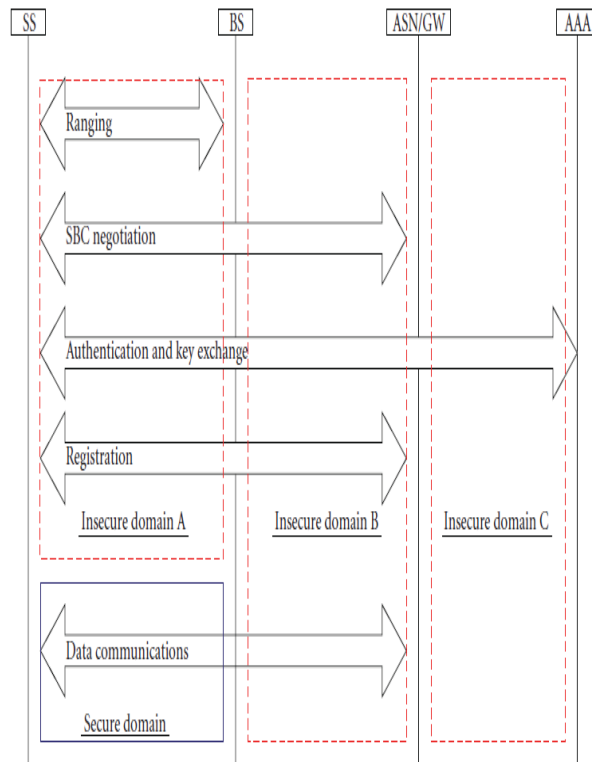 SS
BS
ASN/GW
AAA
Ranging
SBC negotiation
Authentication and key exchange
Registration
Insecure domain A
Insecure domain B
Insecure domain C
Data communications
Secure domain